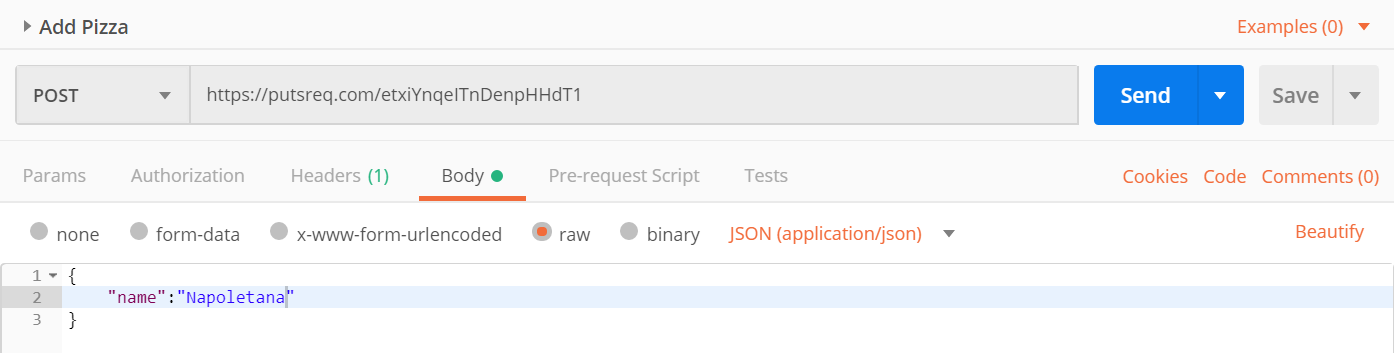 Add Pizza Examples (0)
POST https://putsreq.com/etxiYnqeITnDenpHHdT1 Send Save
Params Authorization Headers (1) Body Pre-request Script Tests Cookies Code Comments (0)
none form-data x-www-form-urlencoded raw binary JSON (application/json) Beautify
1 {
2 "name":"Napoletana"
3 }